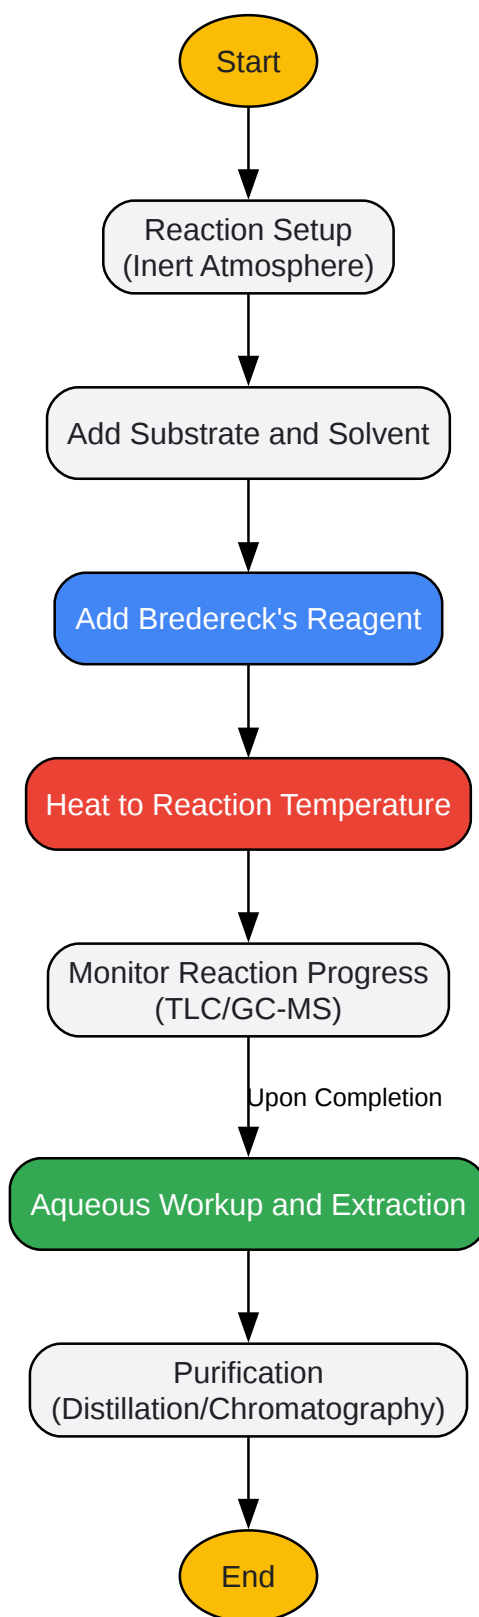 Start
Reaction Setup
(Inert Atmosphere)
Add Substrate and Solvent
Add Bredereck's Reagent
Heat to Reaction Temperature
Monitor Reaction Progress
(TLC/GC-MS)
Upon Completion
Aqueous Workup and Extraction
Purification
(Distillation/Chromatography)
End